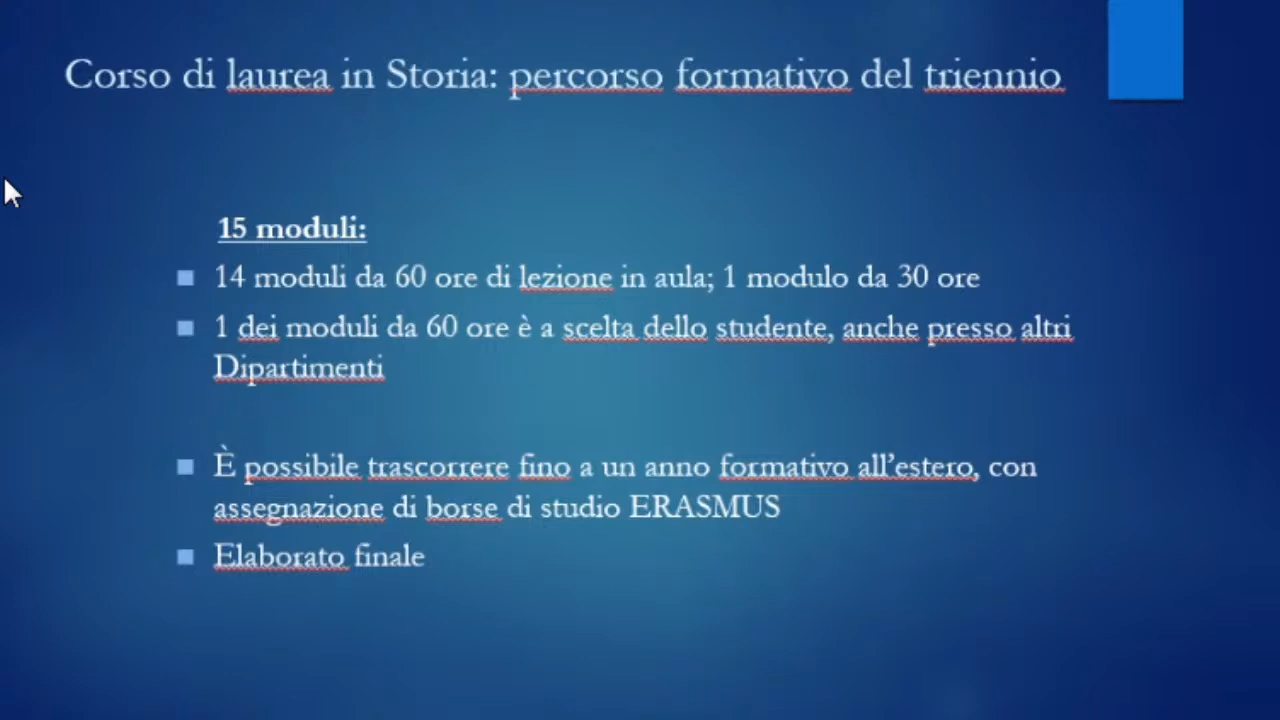 Corso di laurea in Storia: percorso formativo del triennio
15 moduli:
14 moduli da 60 ore di lezione in aula; 1 modulo da 30 ore
1 dei moduli da 60 ore è a scelta dello studente, anche presso altri
Dipartimenti
È possibile trascorrere fino a un anno formativo all’estero, con
assegnazione di borse di studio ERASMUS
Elaborato finale